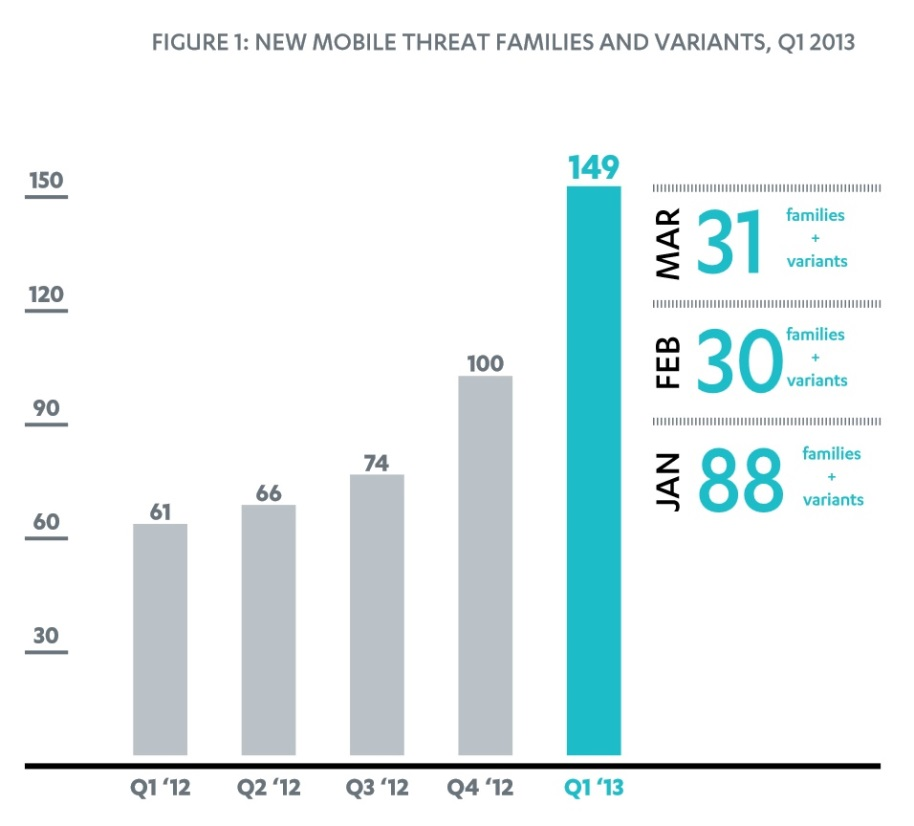 FIGURE 1: NEW MOBILE THREAT FAMILIES AND VARIANTS, Q1 2013
150
120
90
60
30
61
66
74
100
149
Q1 ‘12
Q2 ‘12
Q3 ‘12
Q4 ‘12
Q1 ‘13
MAR
31
families
+
variants
FEB
30
families
+
variants
JAN
88
families
+
variants